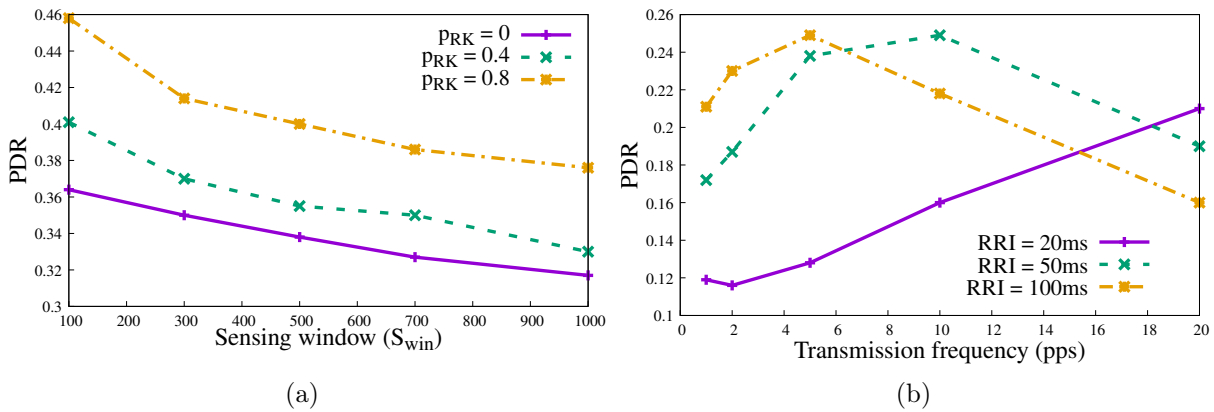 0.46
0.44
0.42
0.4
0.38
0.36
0.34
0.32
0.3
PDR
p_RK = 0
p_RK = 0.4
p_RK = 0.8
100 200 300 400 500 600 700 800 900 1000
Sensing window (S_win)
(a)
0.26
0.24
0.22
0.2
0.18
0.16
0.14
0.12
0.1
PDR
RRI = 20ms
RRI = 50ms
RRI = 100ms
0 2 4 6 8 10 12 14 16 18 20
Transmission frequency (pps)
(b)